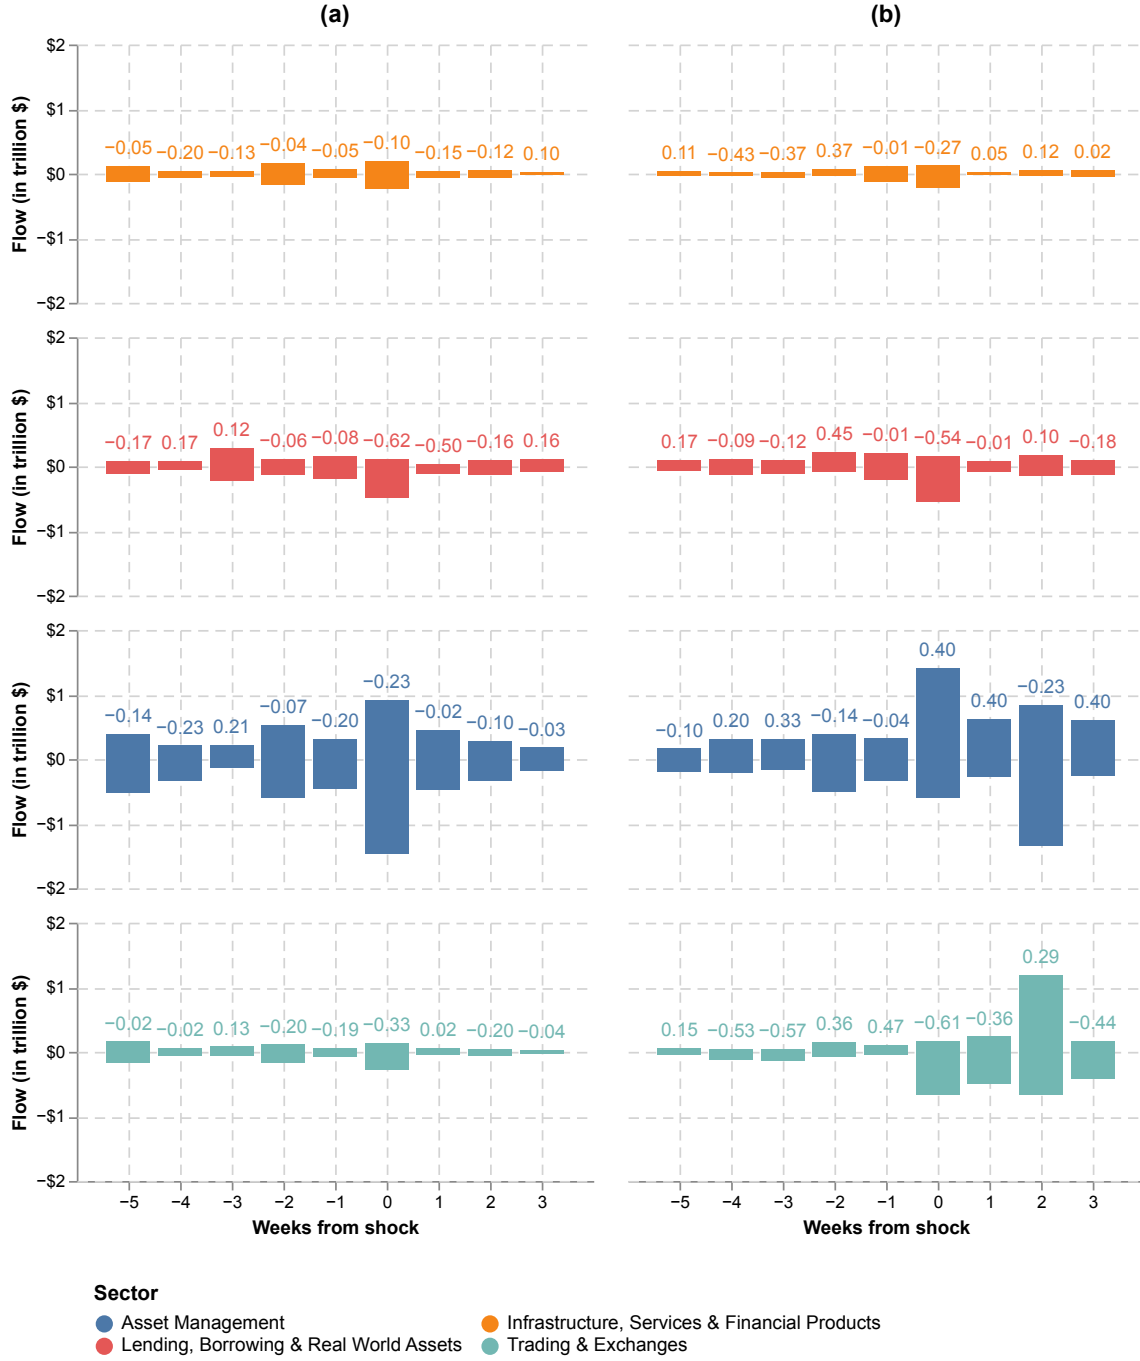 (a) (b)
$2
$1
$0
−$1
−$2
Flow (in trillion $)
−0.05 −0.20 −0.13 −0.04 −0.05 −0.10 −0.15 −0.12 0.10
0.11 −0.43 −0.37 0.37 −0.01 −0.27 0.05 0.12 0.02
$2
$1
$0
−$1
−$2
Flow (in trillion $)
−0.17 0.17 0.12 −0.06 −0.08 −0.62 −0.50 −0.16 0.16
0.17 −0.09 −0.12 0.45 −0.01 −0.54 −0.01 0.10 −0.18
$2
$1
$0
−$1
−$2
Flow (in trillion $)
−0.14 −0.23 0.21 −0.07 −0.20 −0.23 −0.02 −0.10 −0.03
−0.10 0.20 0.33 −0.14 −0.04 0.40 0.40 −0.23 0.40
$2
$1
$0
−$1
−$2
Flow (in trillion $)
−0.02 −0.02 0.13 −0.20 −0.19 −0.33 0.02 −0.20 −0.04
0.15 −0.53 −0.57 0.36 0.47 −0.61 −0.36 0.29 −0.44
−5 −4 −3 −2 −1 0 1 2 3
−5 −4 −3 −2 −1 0 1 2 3
Weeks from shock Weeks from shock
Sector
Asset Management Infrastructure, Services & Financial Products
Lending, Borrowing & Real World Assets Trading & Exchanges